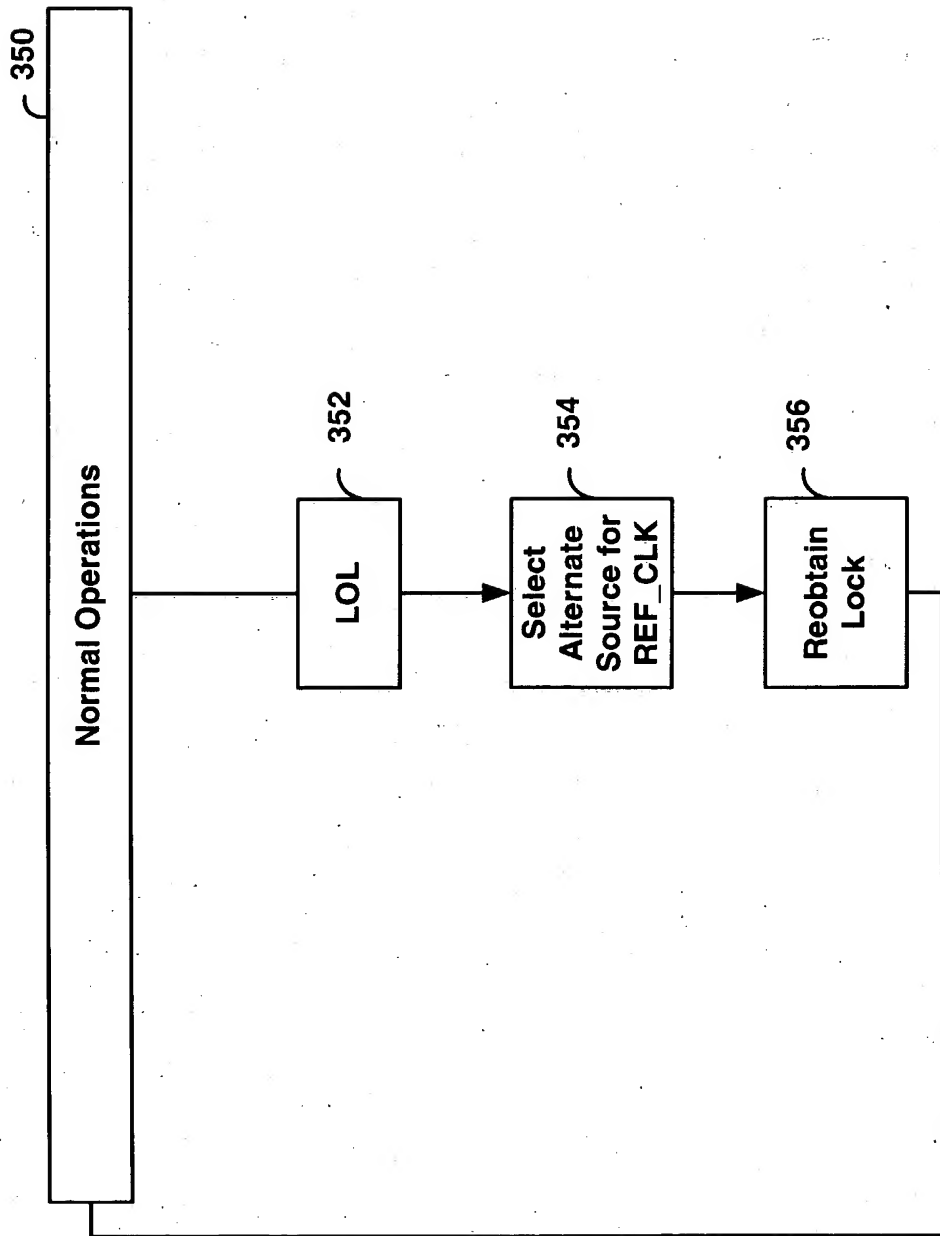 350
Normal Operations
352
LOL
354
Select
Alternate
Source for
REF_CLK
356
Reobtain
Lock